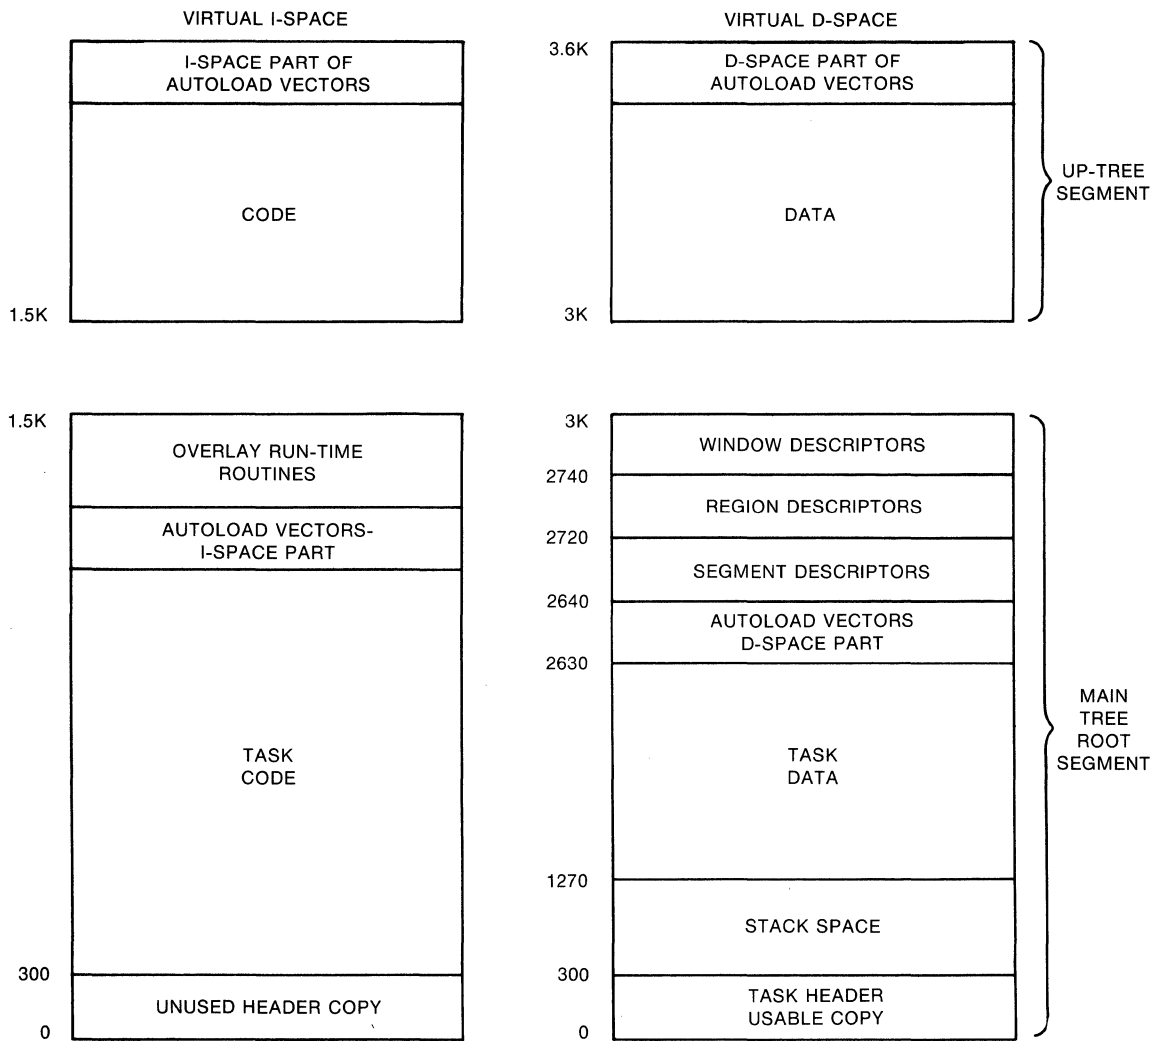 VIRTUAL I-SPACE
I-SPACE PART OF
AUTOLOAD VECTORS
CODE
1.5K
1.5K
OVERLAY RUN-TIME
ROUTINES
AUTOLOAD VECTORS-
I-SPACE PART
TASK
CODE
300
UNUSED HEADER COPY
0
VIRTUAL D-SPACE
3.6K
D-SPACE PART OF
AUTOLOAD VECTORS
DATA
3K
UP-TREE
SEGMENT
3K
WINDOW DESCRIPTORS
2740
REGION DESCRIPTORS
2720
SEGMENT DESCRIPTORS
2640
AUTOLOAD VECTORS
D-SPACE PART
2630
TASK
DATA
1270
STACK SPACE
300
TASK HEADER
USABLE COPY
0
MAIN
TREE
ROOT
SEGMENT